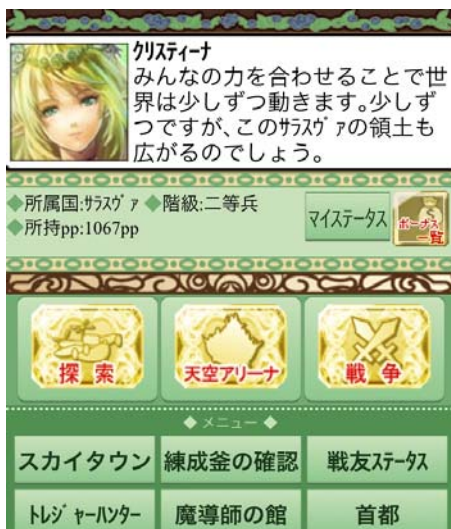 クリスティーナ
みんなの力を合わせることで世
界は少しずつ動きます。少しず
つですが、このサラスヴァの領土も
広がるのでしょう。
◆所属国:サラスヴァ ◆階級:二等兵
◆所持pp:1067pp
マイステータス
ボーナス
一覧
探索
天空アリーナ
戦争
◆ メニュー ◆
スカイタウン 練成釜の確認 戦友ステータス
トレジャーハンター 魔導師の館 首都